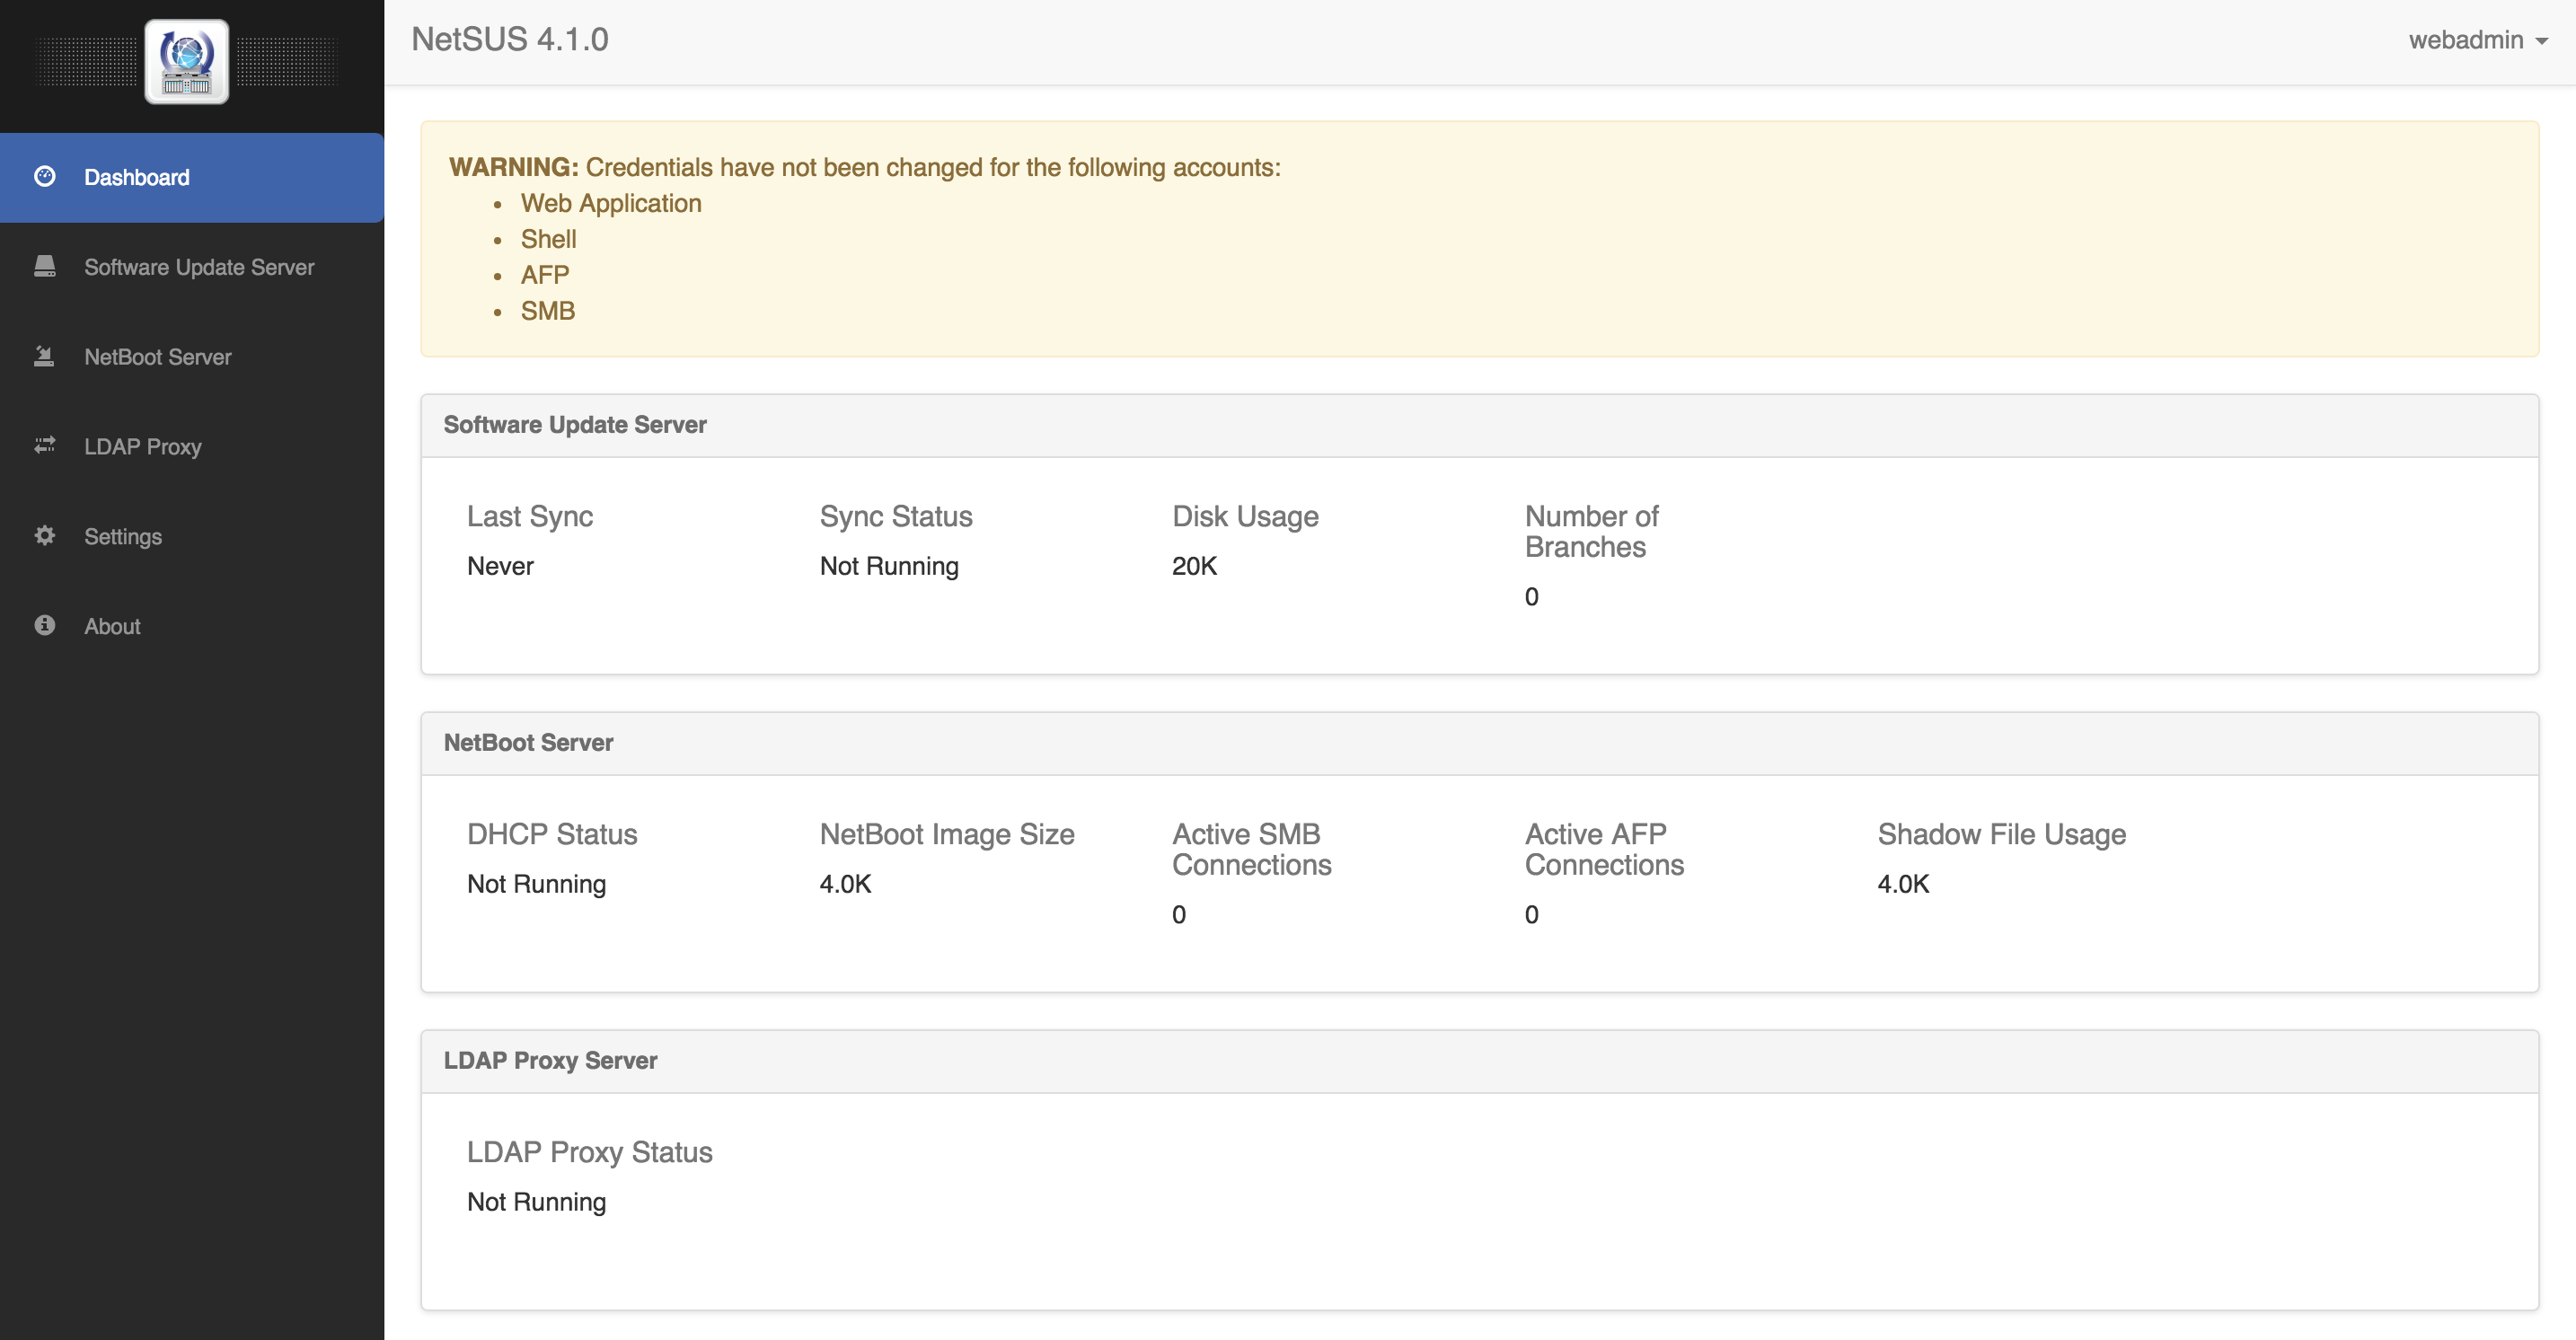 NetSUS 4.1.0
webadmin
Dashboard
Software Update Server
NetBoot Server
LDAP Proxy
Settings
About
WARNING: Credentials have not been changed for the following accounts:
• Web Application
• Shell
• AFP
• SMB
Software Update Server
Last Sync
Never
Sync Status
Not Running
Disk Usage
20K
Number of
Branches
0
NetBoot Server
DHCP Status
Not Running
NetBoot Image Size
4.0K
Active SMB
Connections
0
Active AFP
Connections
0
Shadow File Usage
4.0K
LDAP Proxy Server
LDAP Proxy Status
Not Running